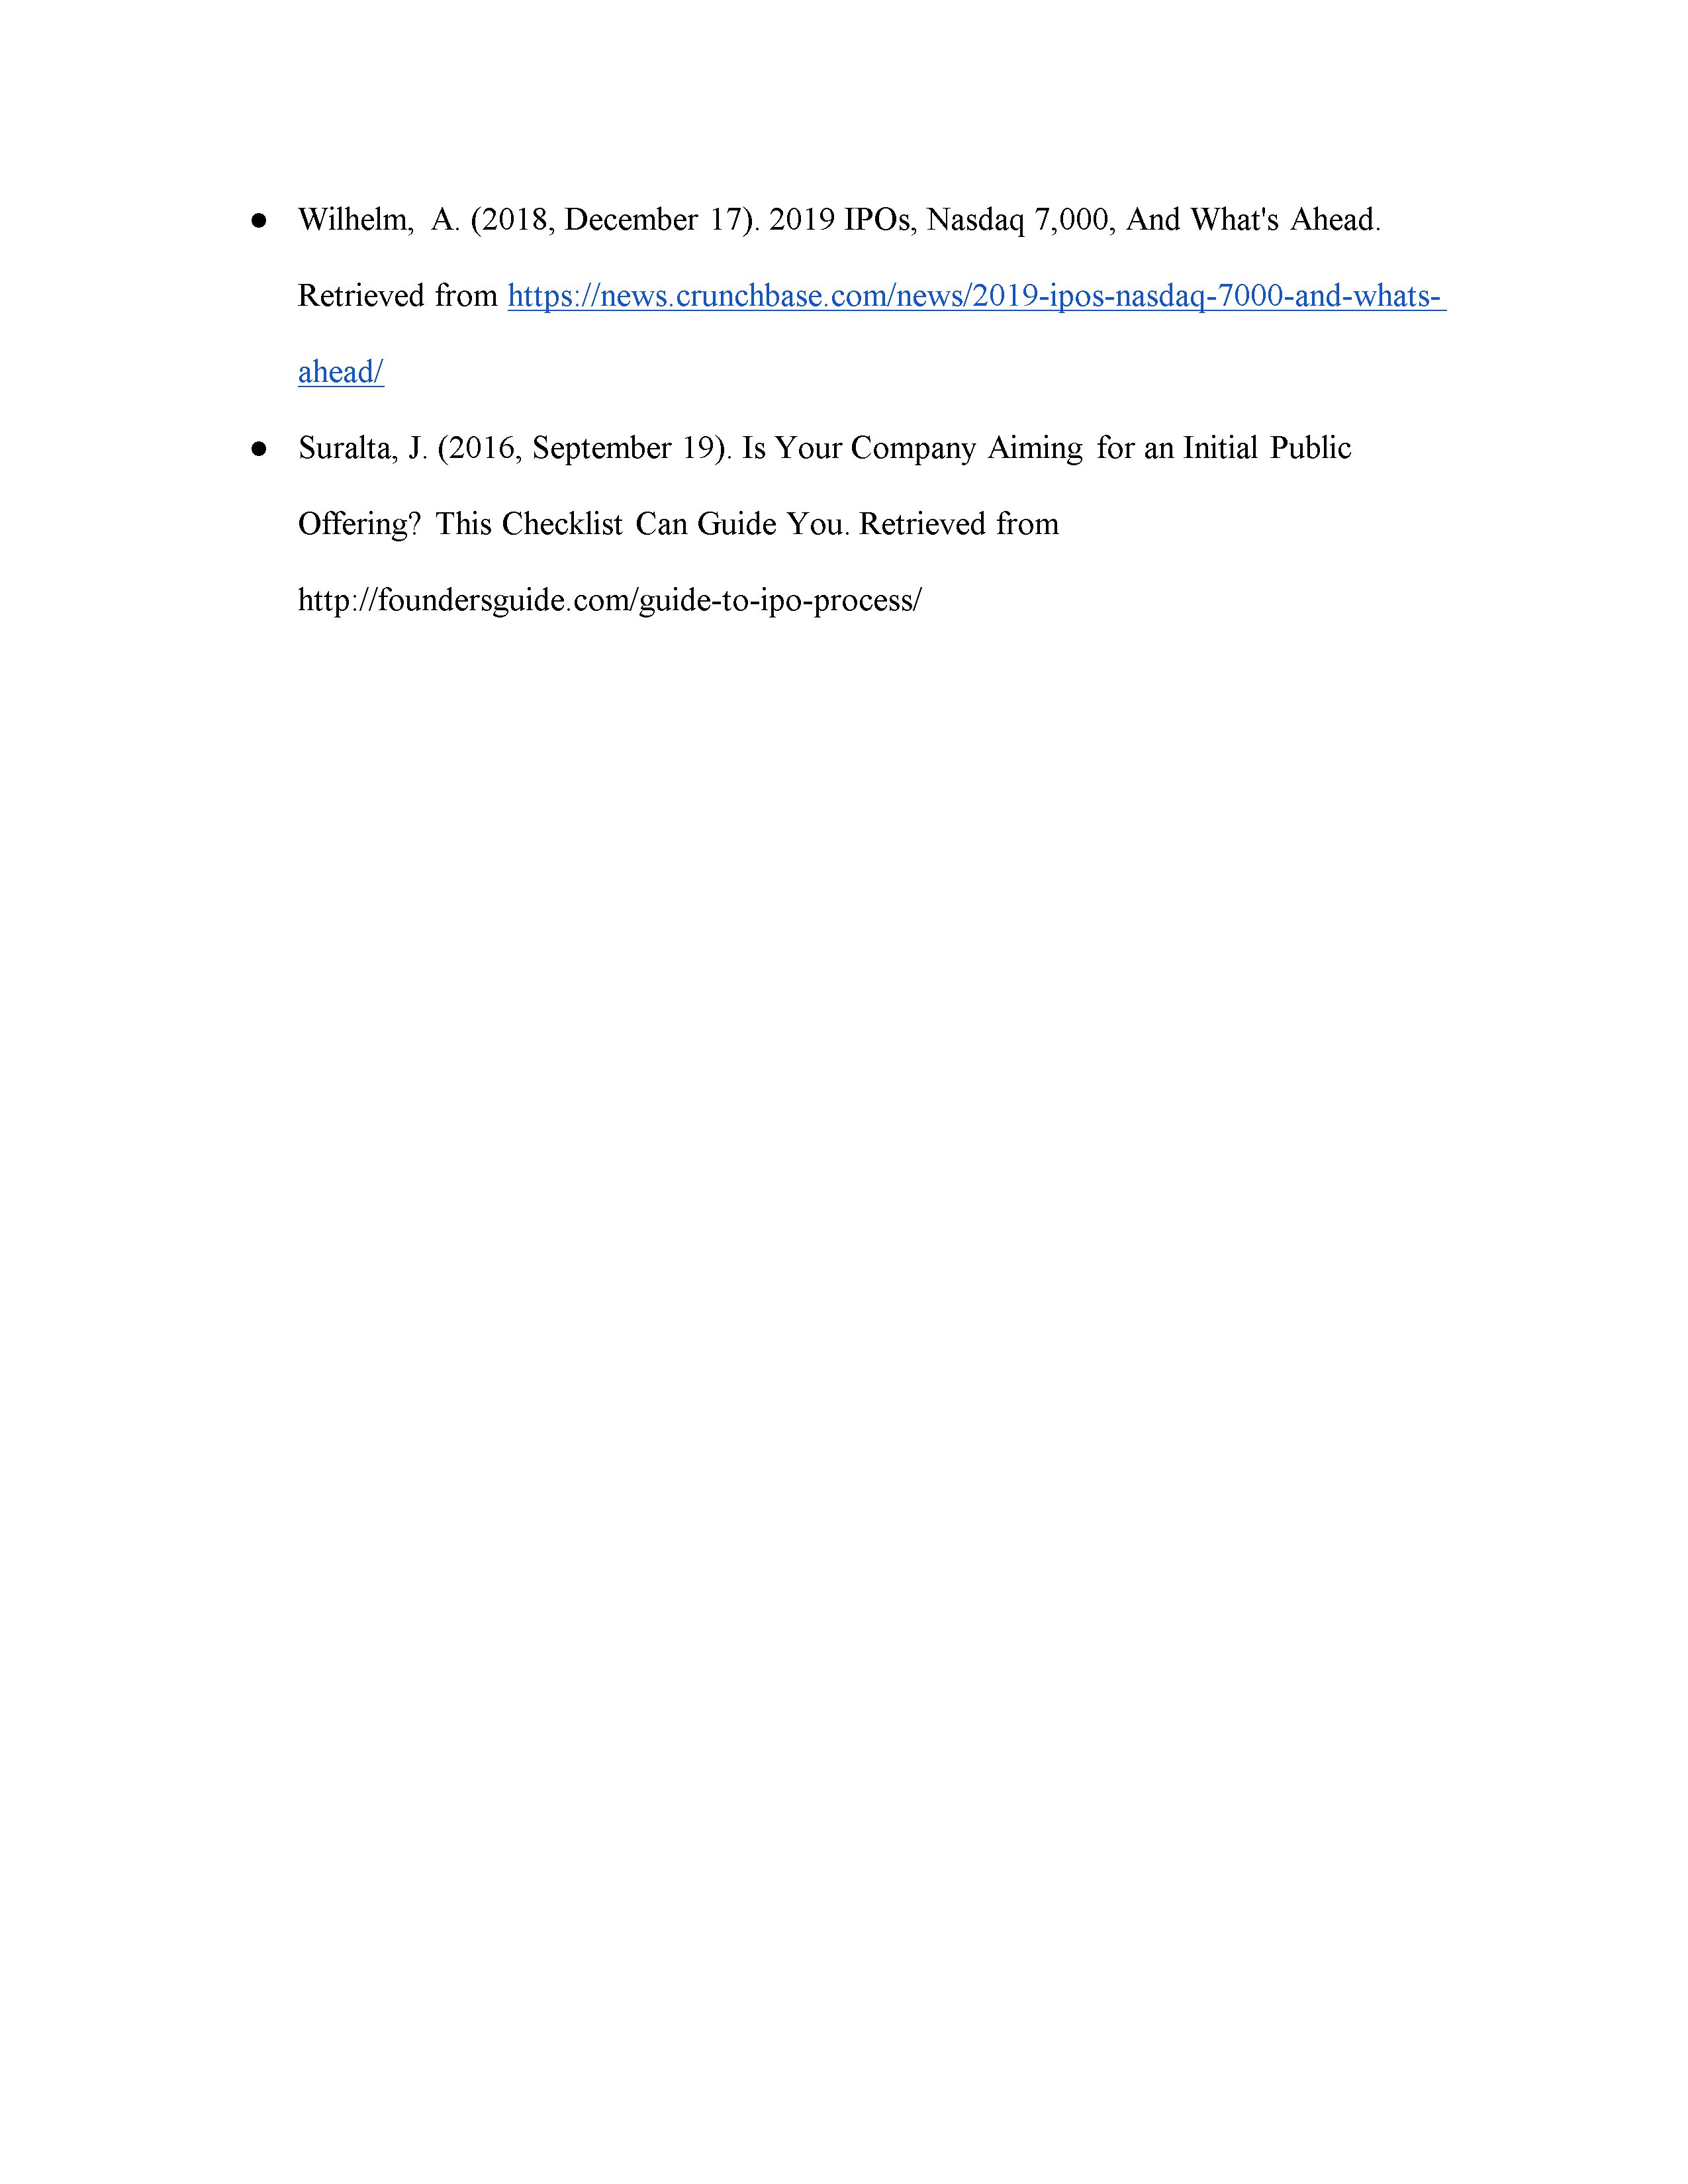 ● Wilhelm, A. (2018, December 17). 2019 IPOs, Nasdaq 7,000, And What's Ahead.
Retrieved from https://news.crunchbase.com/news/2019-ipos-nasdaq-7000-and-whats-
ahead/
● Suralta, J. (2016, September 19). Is Your Company Aiming for an Initial Public
Offering? This Checklist Can Guide You. Retrieved from
http://foundersguide.com/guide-to-ipo-process/